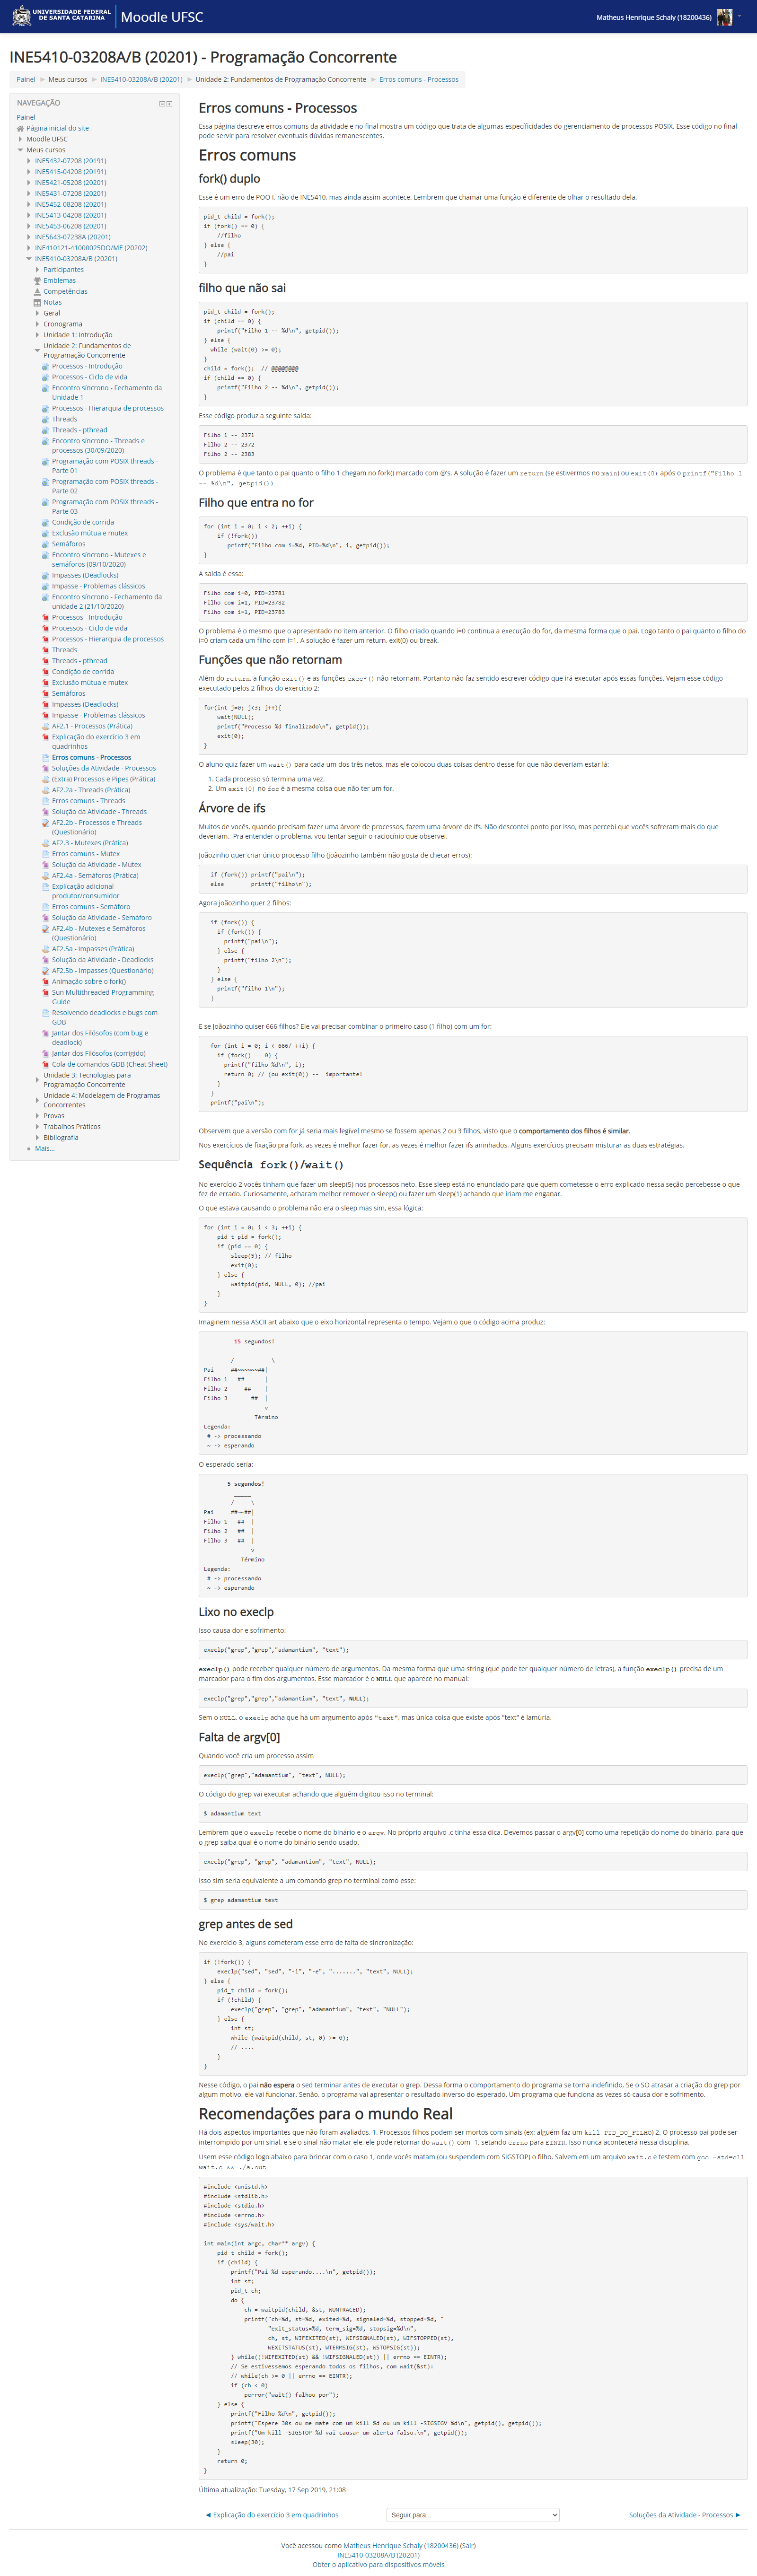 UNIVERSIDADE FEDERAL
DE SANTA CATARINA
Moodle UFSC
Matheus Henrique Schaly (18200436)
INE5410-03208A/B (20201) - Programação Concorrente
Painel ► Meus cursos ► INE5410-03208A/B (20201) ► Unidade 2: Fundamentos de Programação Concorrente ► Erros comuns - Processos
NAVEGAÇÃO
Painel
Página inicial do site
Moodle UFSC
Meus cursos
INE5432-07208 (20191)
INE5415-04208 (20191)
INE5421-05208 (20201)
INE5431-07208 (20201)
INE5452-08208 (20201)
INE5413-04208 (20201)
INE5453-06208 (20201)
INE5643-07238A (20201)
INE410121-41000025DO/ME (20202)
INE5410-03208A/B (20201)
Participantes
Emblemas
Competências
Notas
Geral
Cronograma
Unidade 1: Introdução
Unidade 2: Fundamentos de
Programação Concorrente
Processos - Introdução
Processos - Ciclo de vida
Encontro síncrono - Fechamento da
Unidade 1
Processos - Hierarquia de processos
Threads
Threads - pthread
Encontro síncrono - Threads e
processos (30/09/2020)
Programação com POSIX threads -
Parte 01
Programação com POSIX threads -
Parte 02
Programação com POSIX threads -
Parte 03
Condição de corrida
Exclusão mútua e mutex
Semáforos
Encontro síncrono - Mutexes e
semáforos (09/10/2020)
Impasses (Deadlocks)
Impasse - Problemas clássicos
Encontro síncrono - Fechamento da
unidade 2 (21/10/2020)
Processos - Introdução
Processos - Ciclo de vida
Processos - Hierarquia de processos
Threads
Threads - pthread
Condição de corrida
Exclusão mútua e mutex
Semáforos
Impasses (Deadlocks)
Impasse - Problemas clássicos
AF2.1 - Processos (Prática)
Explicação do exercício 3 em
quadrinhos
Erros comuns - Processos
Soluções da Atividade - Processos
(Extra) Processos e Pipes (Prática)
AF2.2a - Threads (Prática)
Erros comuns - Threads
Solução da Atividade - Threads
AF2.2b - Processos e Threads
(Questionário)
AF2.3 - Mutexes (Prática)
Erros comuns - Mutex
Solução da Atividade - Mutex
AF2.4a - Semáforos (Prática)
Explicação adicional
produtor/consumidor
Erros comuns - Semáforo
Solução da Atividade - Semáforo
AF2.4b - Mutexes e Semáforos
(Questionário)
AF2.5a - Impasses (Prática)
Solução da Atividade - Deadlocks
AF2.5b - Impasses (Questionário)
Animação sobre o fork()
Sun Multithreaded Programming
Guide
Resolvendo deadlocks e bugs com
GDB
Jantar dos Filósofos (com bug e
deadlock)
Jantar dos Filósofos (corrigido)
Cola de comandos GDB (Cheat Sheet)
Unidade 3: Tecnologias para
Programação Concorrente
Unidade 4: Modelagem de Programas
Concorrentes
Provas
Trabalhos Práticos
Bibliografia
Mais...
Erros comuns - Processos
Essa página descreve erros comuns da atividade e no final mostra um código que trata de algumas específicidades do gerenciamento de processos POSIX. Esse código no final
pode servir para resolver eventuais dúvidas remanescentes.
Erros comuns
fork() duplo
Esse é um erro de POO I, não de INE5410, mas ainda assim acontece. Lembrem que chamar uma função é diferente de olhar o resultado dela.
pid_t child = fork();
if (fork() == 0) {
//filho
} else {
//pai
}
filho que não sai
pid_t child = fork();
if (child == 0) {
printf("Filho 1 -- %d\n", getpid());
} else {
while (wait(0) >= 0);
}
child = fork();  // @@@@@@@@
if (child == 0) {
printf("Filho 2 -- %d\n", getpid());
}
Esse código produz a seguinte saída:
Filho 1 -- 2371
Filho 2 -- 2372
Filho 2 -- 2383
O problema é que tanto o pai quanto o filho 1 chegam no fork() marcado com @'s. A solução é fazer um return (se estivermos no main) ou exit(0) após o printf("Filho 1
-- %d\n", getpid())
Filho que entra no for
for (int i = 0; i < 2; ++i) {
if (!fork())
printf("Filho com i=%d, PID=%d\n", i, getpid());
}
A saída é essa:
Filho com i=0, PID=23781
Filho com i=1, PID=23782
Filho com i=1, PID=23783
O problema é o mesmo que o apresentado no item anterior. O filho criado quando i=0 continua a execução do for, da mesma forma que o pai. Logo tanto o pai quanto o filho do
i=0 criam cada um filho com i=1. A solução é fazer um return, exit(0) ou break.
Funções que não retornam
Além do return, a função exit() e as funções exec*() não retornam. Portanto não faz sentido escrever código que irá executar após essas funções. Vejam esse código
executado pelos 2 filhos do exercício 2:
for(int j=0; j<3; j++){
wait(NULL);
printf("Processo %d finalizado\n", getpid());
exit(0);
}
O aluno quiz fazer um wait() para cada um dos três netos, mas ele colocou duas coisas dentro desse for que não deveriam estar lá:
1. Cada processo só termina uma vez.
2. Um exit(0) no for é a mesma coisa que não ter um for.
Árvore de ifs
Muitos de vocês, quando precisam fazer uma árvore de processos, fazem uma árvore de ifs. Não descontei ponto por isso, mas percebi que vocês sofreram mais do que
deveriam.  Pra entender o problema, vou tentar seguir o raciocínio que observei.
Joãozinho quer criar único processo filho (joãozinho também não gosta de checar erros):
if (fork()) printf("pai\n");
else        printf("filho\n");
Agora joãozinho quer 2 filhos:
if (fork()) {
if (fork()) {
printf("pai\n");
} else {
printf("filho 2\n");
}
} else {
printf("filho 1\n");
}
E se Joãozinho quiser 666 filhos? Ele vai precisar combinar o primeiro caso (1 filho) com um for:
for (int i = 0; i < 666/ ++i) {
if (fork() == 0) {
printf("filho %d\n", i);
return 0; // (ou exit(0)) --  importante!
}
}
printf("pai\n");
Observem que a versão com for já seria mais legível mesmo se fossem apenas 2 ou 3 filhos, visto que o comportamento dos filhos é similar.
Nos exercícios de fixação pra fork, as vezes é melhor fazer for, as vezes é melhor fazer ifs aninhados. Alguns exercícios precisam misturar as duas estratégias.
Sequência fork()/wait()
No exercício 2 vocês tinham que fazer um sleep(5) nos processos neto. Esse sleep está no enunciado para que quem cometesse o erro explicado nessa seção percebesse o que
fez de errado. Curiosamente, acharam melhor remover o sleep() ou fazer um sleep(1) achando que iriam me enganar.
O que estava causando o problema não era o sleep mas sim, essa lógica:
for (int i = 0; i < 3; ++i) {
pid_t pid = fork();
if (pid == 0) {
sleep(5); // filho
exit(0);
} else {
waitpid(pid, NULL, 0); //pai
}
}
Imaginem nessa ASCII art abaixo que o eixo horizontal representa o tempo. Vejam o que o código acima produz:
15 segundos!
___________
/           \
Pai     ##~~~~~~##|
Filho 1   ##      |
Filho 2     ##    |
Filho 3       ##  |
v
Término
Legenda:
# -> processando
~ -> esperando
O esperado seria:
5 segundos!
_____
/     \
Pai     ##~~##|
Filho 1   ##  |
Filho 2   ##  |
Filho 3   ##  |
v
Término
Legenda:
# -> processando
~ -> esperando
Lixo no execlp
Isso causa dor e sofrimento:
execlp("grep","grep","adamantium", "text");
execlp() pode receber qualquer número de argumentos. Da mesma forma que uma string (que pode ter qualquer número de letras), a função execlp() precisa de um
marcador para o fim dos argumentos. Esse marcador é o NULL que aparece no manual:
execlp("grep","grep","adamantium", "text", NULL);
Sem o NULL, o execlp acha que há um argumento após "text", mas única coisa que existe após "text" é lamúria.
Falta de argv[0]
Quando você cria um processo assim
execlp("grep","adamantium", "text", NULL);
O código do grep vai executar achando que alguém digitou isso no terminal:
$ adamantium text
Lembrem que o execlp recebe o nome do binário e o argv. No próprio arquivo .c tinha essa dica. Devemos passar o argv[0] como uma repetição do nome do binário, para que
o grep saiba qual é o nome do binário sendo usado.
execlp("grep", "grep", "adamantium", "text", NULL);
Isso sim seria equivalente a um comando grep no terminal como esse:
$ grep adamantium text
grep antes de sed
No exercício 3, alguns cometeram esse erro de falta de sincronização:
if (!fork()) {
execlp("sed", "sed", "-i", "-e", ".......", "text", NULL);
} else {
pid_t child = fork();
if (!child) {
execlp("grep", "grep", "adamantium", "text", "NULL");
} else {
int st;
while (waitpid(child, st, 0) >= 0);
// ....
}
}
Nesse código, o pai não espera o sed terminar antes de executar o grep. Dessa forma o comportamento do programa se torna indefinido. Se o SO atrasar a criação do grep por
algum motivo, ele vai funcionar. Senão, o programa vai apresentar o resultado inverso do esperado. Um programa que funciona as vezes só causa dor e sofrimento.
Recomendações para o mundo Real
Há dois aspectos importantes que não foram avaliados. 1. Processos filhos podem ser mortos com sinais (ex: alguém faz um kill PID_DO_FILHO) 2. O processo pai pode ser
interrompido por um sinal, e se o sinal não matar ele, ele pode retornar do wait() com -1, setando errno para EINTR. Isso nunca acontecerá nessa disciplina.
Usem esse código logo abaixo para brincar com o caso 1, onde vocês matam (ou suspendem com SIGSTOP) o filho. Salvem em um arquivo wait.c e testem com gcc -std=c11
wait.c && ./a.out
#include <unistd.h>
#include <stdlib.h>
#include <stdio.h>
#include <errno.h>
#include <sys/wait.h>
int main(int argc, char** argv) {
pid_t child = fork();
if (child) {
printf("Pai %d esperando....\n", getpid());
int st;
pid_t ch;
do {
ch = waitpid(child, &st, WUNTRACED);
printf("ch=%d, st=%d, exited=%d, signaled=%d, stopped=%d, "
"exit_status=%d, term_sig=%d, stopsig=%d\n",
ch, st, WIFEXITED(st), WIFSIGNALED(st), WIFSTOPPED(st),
WEXITSTATUS(st), WTERMSIG(st), WSTOPSIG(st));
} while((!WIFEXITED(st) && !WIFSIGNALED(st)) || errno == EINTR);
// Se estivessemos esperando todos os filhos, com wait(&st):
// while(ch >= 0 || errno == EINTR);
if (ch < 0)
perror("wait() falhou por");
} else {
printf("Filho %d\n", getpid());
printf("Espere 30s ou me mate com um kill %d ou um kill -SIGSEGV %d\n", getpid(), getpid());
printf("Um kill -SIGSTOP %d vai causar um alerta falso.\n", getpid());
sleep(30);
}
return 0;
}
Última atualização: Tuesday, 17 Sep 2019, 21:08
◄ Explicação do exercício 3 em quadrinhos
Seguir para...
Soluções da Atividade - Processos ►
Você acessou como Matheus Henrique Schaly (18200436) (Sair)
INE5410-03208A/B (20201)
Obter o aplicativo para dispositivos móveis